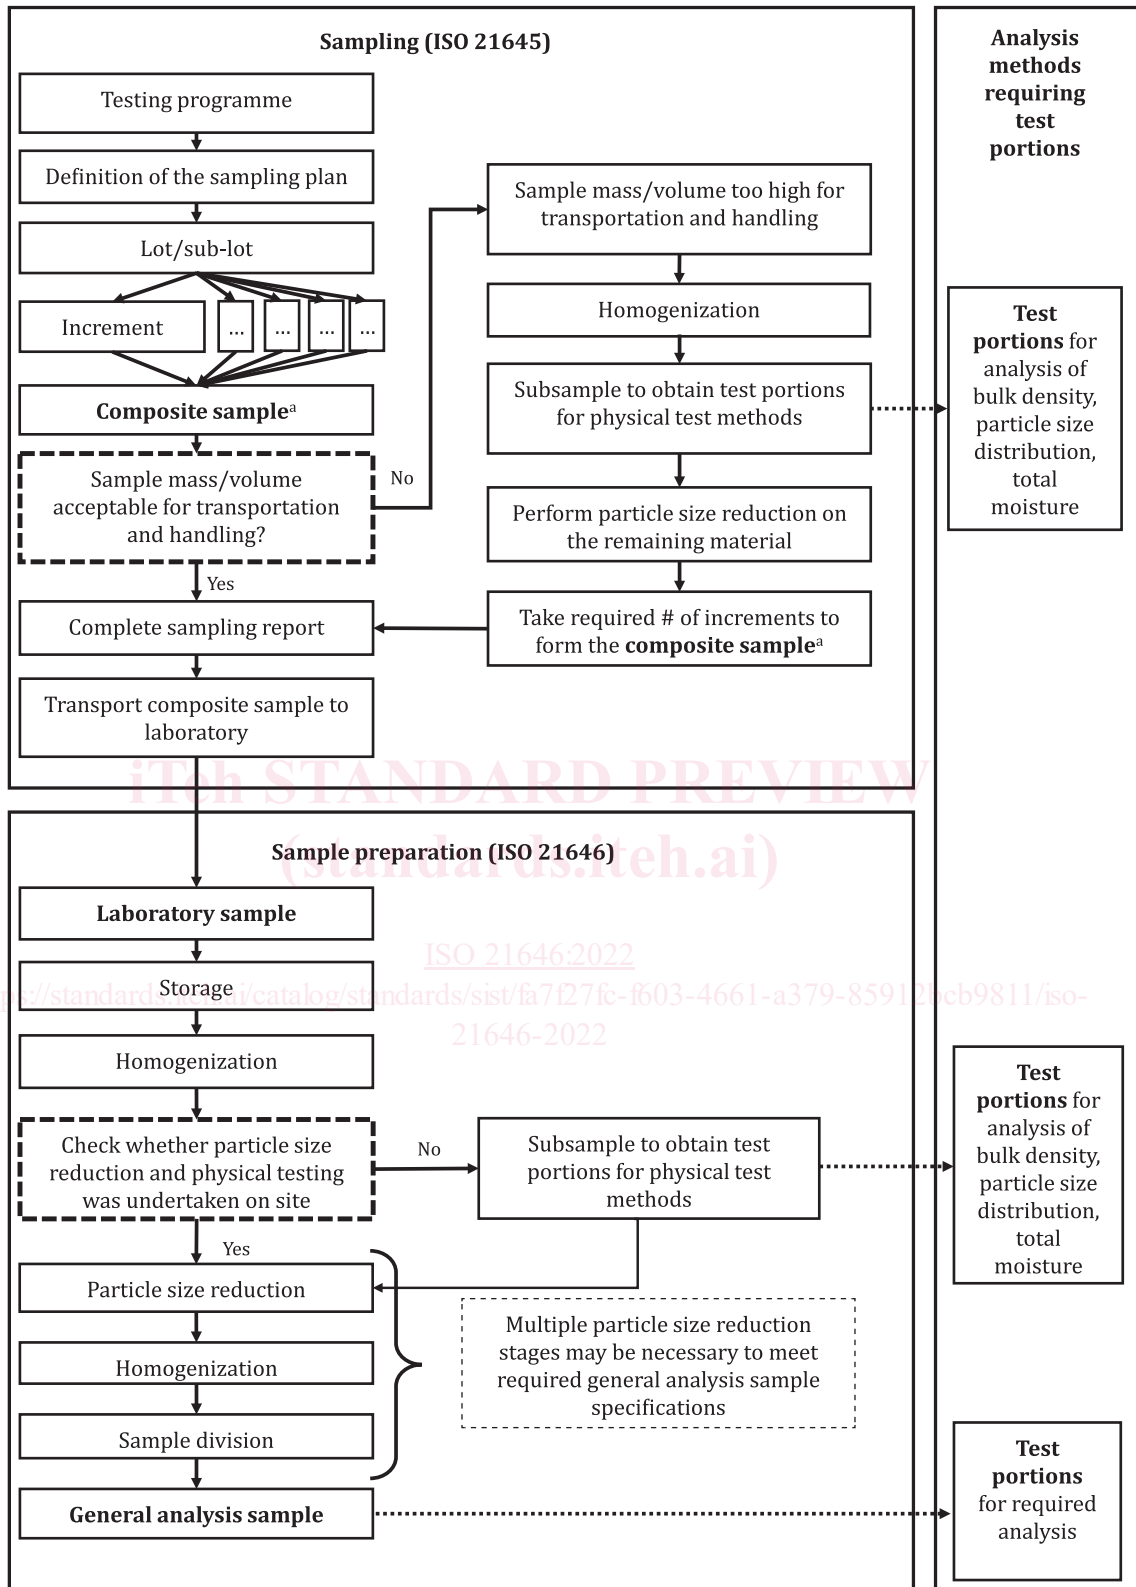 Sampling (ISO 21645)
Testing programme
Definition of the sampling plan
Lot/sub-lot
Increment
...
...
...
...
Composite sampleᵃ
Sample mass/volume
acceptable for transportation
and handling?
No
Yes
Complete sampling report
Transport composite sample to
laboratory
Sample mass/volume too high for
transportation and handling
Homogenization
Subsample to obtain test portions
for physical test methods
Perform particle size reduction on
the remaining material
Take required # of increments to
form the composite sampleᵃ
Analysis
methods
requiring
test
portions
Test
portions for
analysis of
bulk density,
particle size
distribution,
total
moisture
iTeh STANDARD PREVIEW
(standards.iteh.ai)
Sample preparation (ISO 21646)
Laboratory sample
ISO 21646:2022
Storage
ps://standards.iteh.ai/catalog/standards/sist/fa7f27fc-f603-4661-a379-85912bcb9811/iso-
21646-2022
Homogenization
Check whether particle size
reduction and physical testing
was undertaken on site
No
Yes
Subsample to obtain test
portions for physical test
methods
Test
portions for
analysis of
bulk density,
particle size
distribution,
total
moisture
Particle size reduction
Homogenization
Sample division
Multiple particle size reduction
stages may be necessary to meet
required general analysis sample
specifications
General analysis sample
Test
portions
for required
analysis